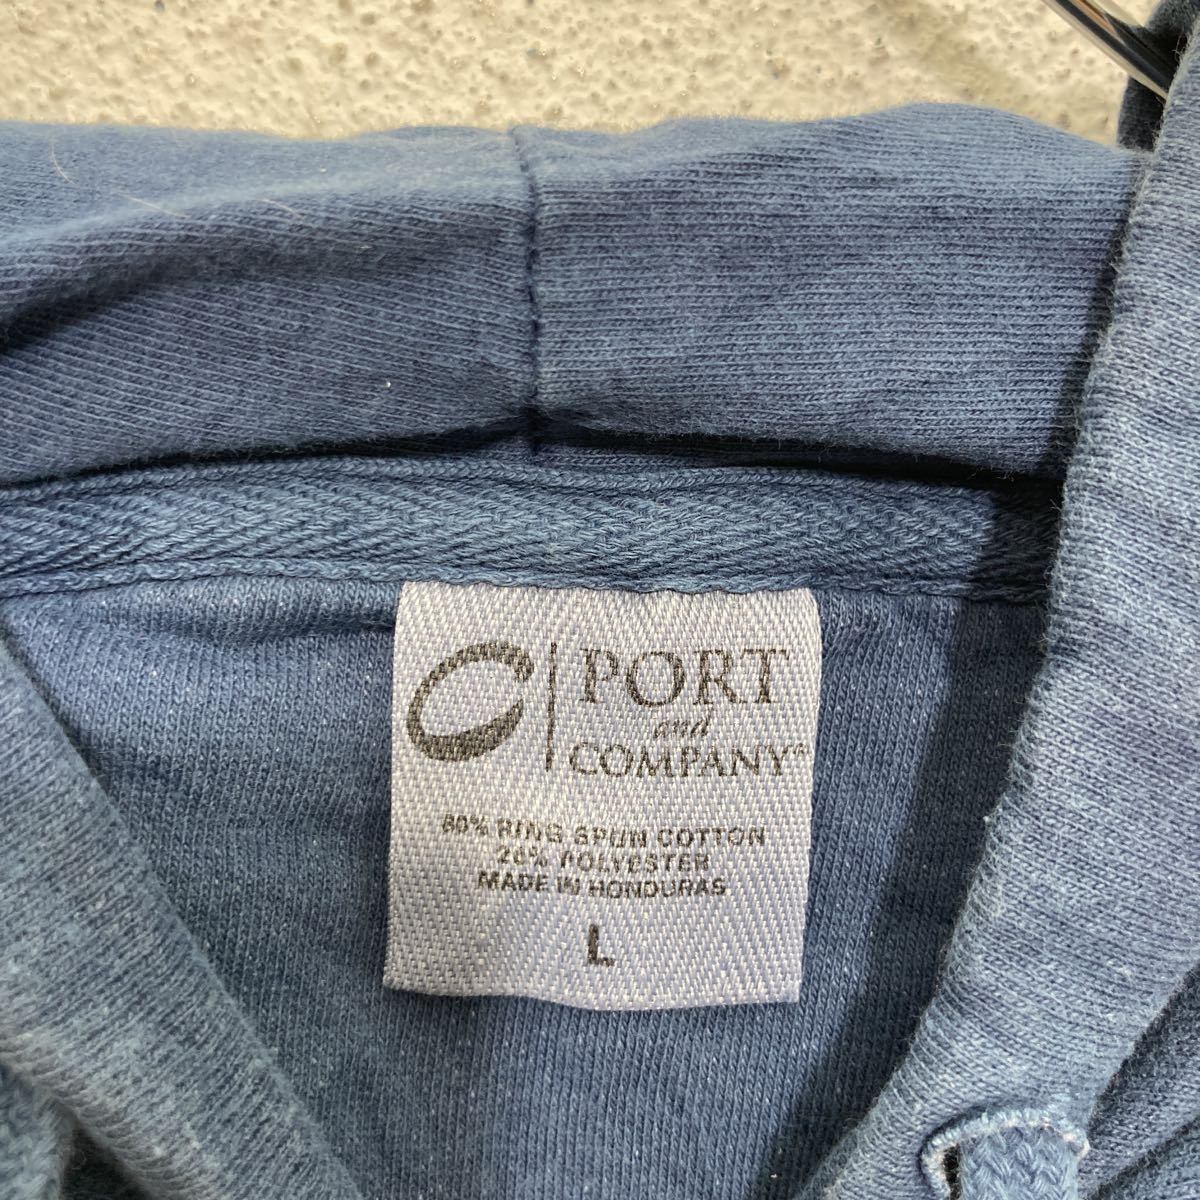 PORT
and
COMPANY®
80% RING SPUN COTTON
20% POLYESTER
MADE IN HONDURAS
L